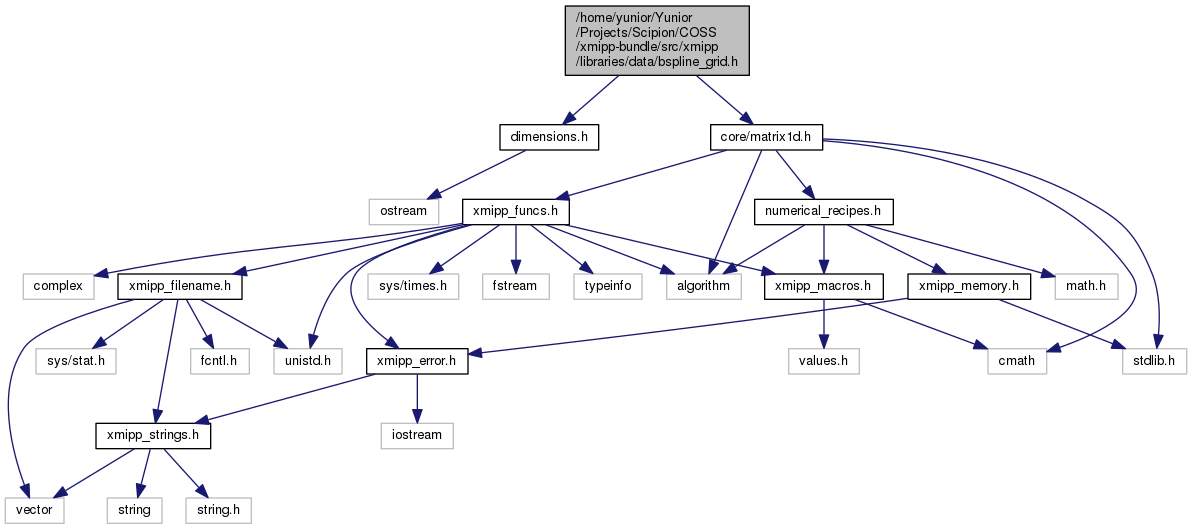 /home/yunior/Yunior
/Projects/Scipion/COSS
/xmipp-bundle/src/xmipp
/libraries/data/bspline_grid.h
dimensions.h
core/matrix1d.h
ostream
xmipp_funcs.h
numerical_recipes.h
complex
xmipp_filename.h
sys/times.h
fstream
typeinfo
algorithm
xmipp_macros.h
xmipp_memory.h
math.h
sys/stat.h
fcntl.h
unistd.h
xmipp_error.h
values.h
cmath
stdlib.h
xmipp_strings.h
iostream
vector
string
string.h